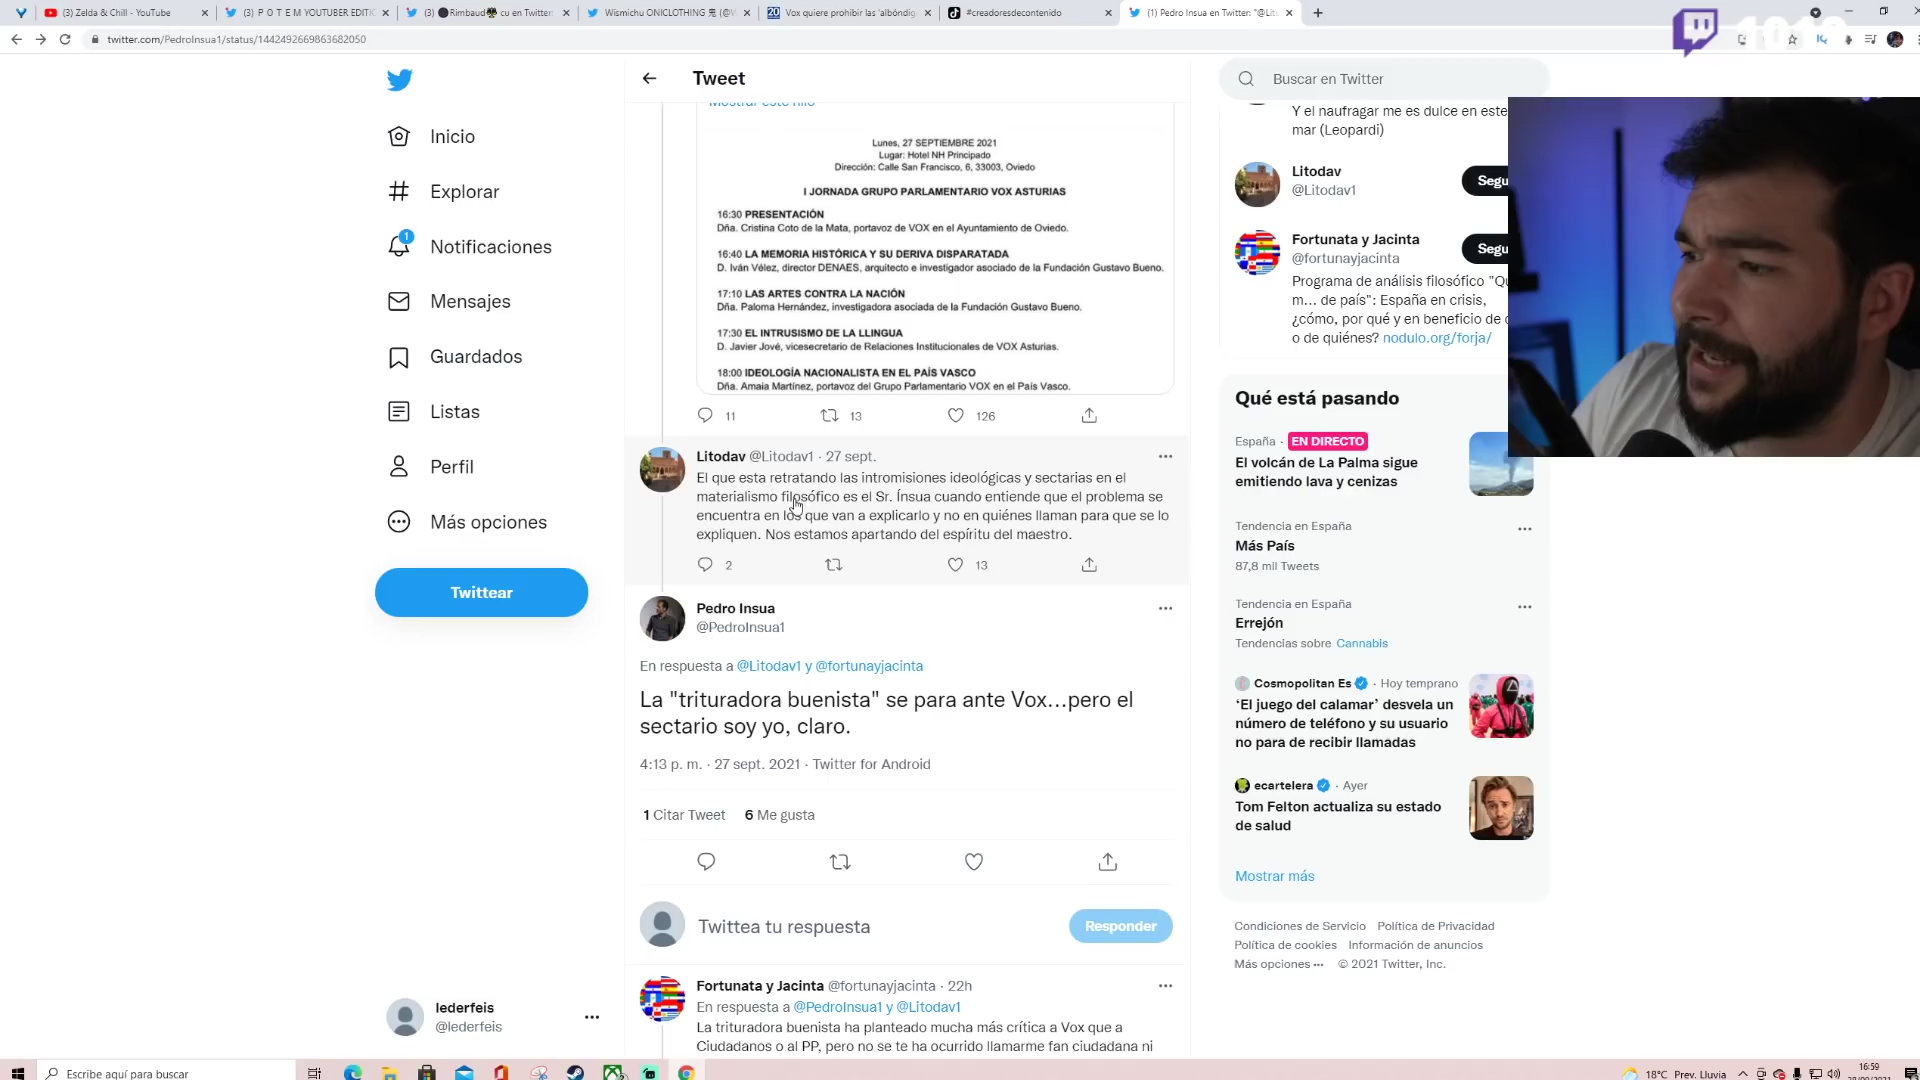 (3) Zelda & Chill - YouTube
(3) P O T E M YOUTUBER EDITIC
(3) Rimbaud cu en Twitter:
Wismichu ONICLOTHING
Vox quiere prohibir las 'albóndig
#creadoresdecontenido
(1) Pedro Insua en Twitter: "@Lito
twitter.com/PedroInsua1/status/1442492669863682050
Inicio
Explorar
1
Notificaciones
Mensajes
Guardados
Listas
Perfil
Más opciones
Twittear
lederfeis
@lederfeis
Tweet
Mostrar este hilo
Lunes, 27 SEPTIEMBRE 2021
Lugar: Hotel NH Principado
Dirección: Calle San Francisco, 6, 33003, Oviedo
I JORNADA GRUPO PARLAMENTARIO VOX ASTURIAS
16:30 PRESENTACIÓN
Dña. Cristina Coto de la Mata, portavoz de VOX en el Ayuntamiento de Oviedo.
16:40 LA MEMORIA HISTÓRICA Y SU DERIVA DISPARATADA
D. Iván Vélez, director DENAES, arquitecto e investigador asociado de la Fundación Gustavo Bueno.
17:10 LAS ARTES CONTRA LA NACIÓN
Dña. Paloma Hernández, investigadora asociada de la Fundación Gustavo Bueno.
17:30 EL INTRUSISMO DE LA LLINGUA
D. Javier Jové, vicesecretario de Relaciones Institucionales de VOX Asturias.
18:00 IDEOLOGÍA NACIONALISTA EN EL PAÍS VASCO
Dña. Amaia Martínez, portavoz del Grupo Parlamentario VOX en el País Vasco.
11 13 126
Litodav @Litodav1 · 27 sept.
El que esta retratando las intromisiones ideológicas y sectarias en el
materialismo filosófico es el Sr. Ínsua cuando entiende que el problema se
encuentra en los que van a explicarlo y no en quiénes llaman para que se lo
expliquen. Nos estamos apartando del espíritu del maestro.
2 13
Pedro Insua
@PedroInsua1
En respuesta a @Litodav1 y @fortunayjacinta
La "trituradora buenista" se para ante Vox...pero el
sectario soy yo, claro.
4:13 p. m. · 27 sept. 2021 · Twitter for Android
1 Citar Tweet 6 Me gusta
Twittea tu respuesta
Responder
Fortunata y Jacinta @fortunayjacinta · 22h
En respuesta a @PedroInsua1 y @Litodav1
La trituradora buenista ha planteado mucha más crítica a Vox que a
Ciudadanos o al PP, pero no se te ha ocurrido llamarme fan ciudadana ni
Buscar en Twitter
Y el naufragar me es dulce en este
mar (Leopardi)
Litodav
@Litodav1
Segu
Fortunata y Jacinta
@fortunayjacinta
Segu
Programa de análisis filosófico "Qu
m... de país": España en crisis,
¿cómo, por qué y en beneficio de
o de quiénes? nodulo.org/forja/
Qué está pasando
España · EN DIRECTO
El volcán de La Palma sigue
emitiendo lava y cenizas
Tendencia en España
Más País
87,8 mil Tweets
Tendencia en España
Errejón
Tendencias sobre Cannabis
Cosmopolitan Es · Hoy temprano
‘El juego del calamar’ desvela un
número de teléfono y su usuario
no para de recibir llamadas
ecartelera · Ayer
Tom Felton actualiza su estado
de salud
Mostrar más
Condiciones de Servicio Política de Privacidad
Política de cookies Información de anuncios
Más opciones ··· © 2021 Twitter, Inc.
Escribe aquí para buscar
18°C Prev. Lluvia
16:59